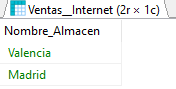 Ventas__Internet (2r × 1c)
Nombre_Almacen
Valencia
Madrid